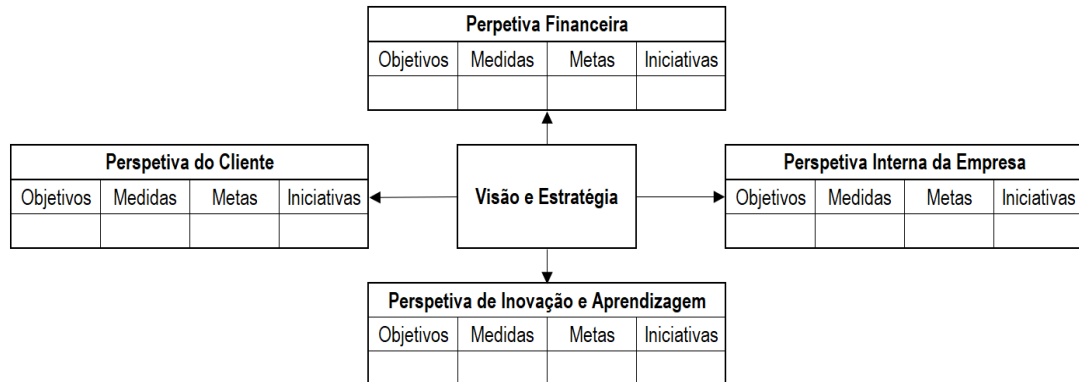 Perpetiva Financeira
Objetivos Medidas Metas Iniciativas
Perspetiva do Cliente
Objetivos Medidas Metas Iniciativas
Visão e Estratégia
Perspetiva Interna da Empresa
Objetivos Medidas Metas Iniciativas
Perspetiva de Inovação e Aprendizagem
Objetivos Medidas Metas Iniciativas